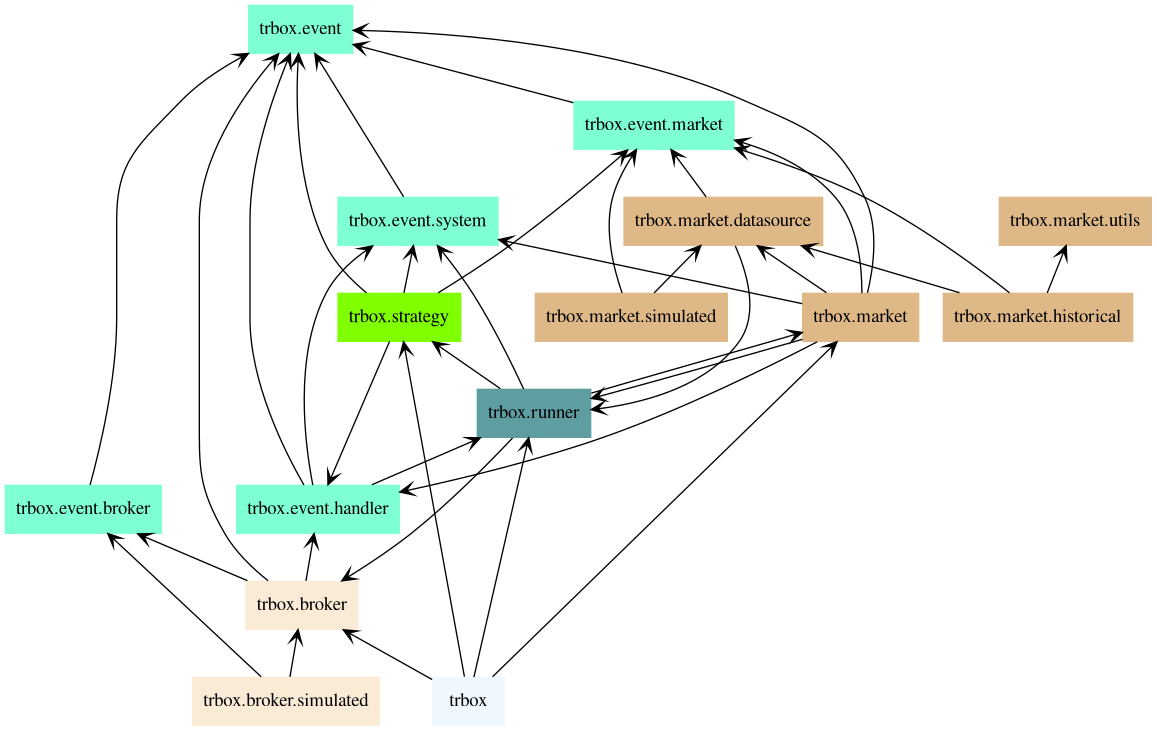 trbox.event
trbox.event.market
trbox.event.system
trbox.market.datasource
trbox.market.utils
trbox.strategy
trbox.market.simulated
trbox.market
trbox.market.historical
trbox.runner
trbox.event.broker
trbox.event.handler
trbox.broker
trbox.broker.simulated
trbox